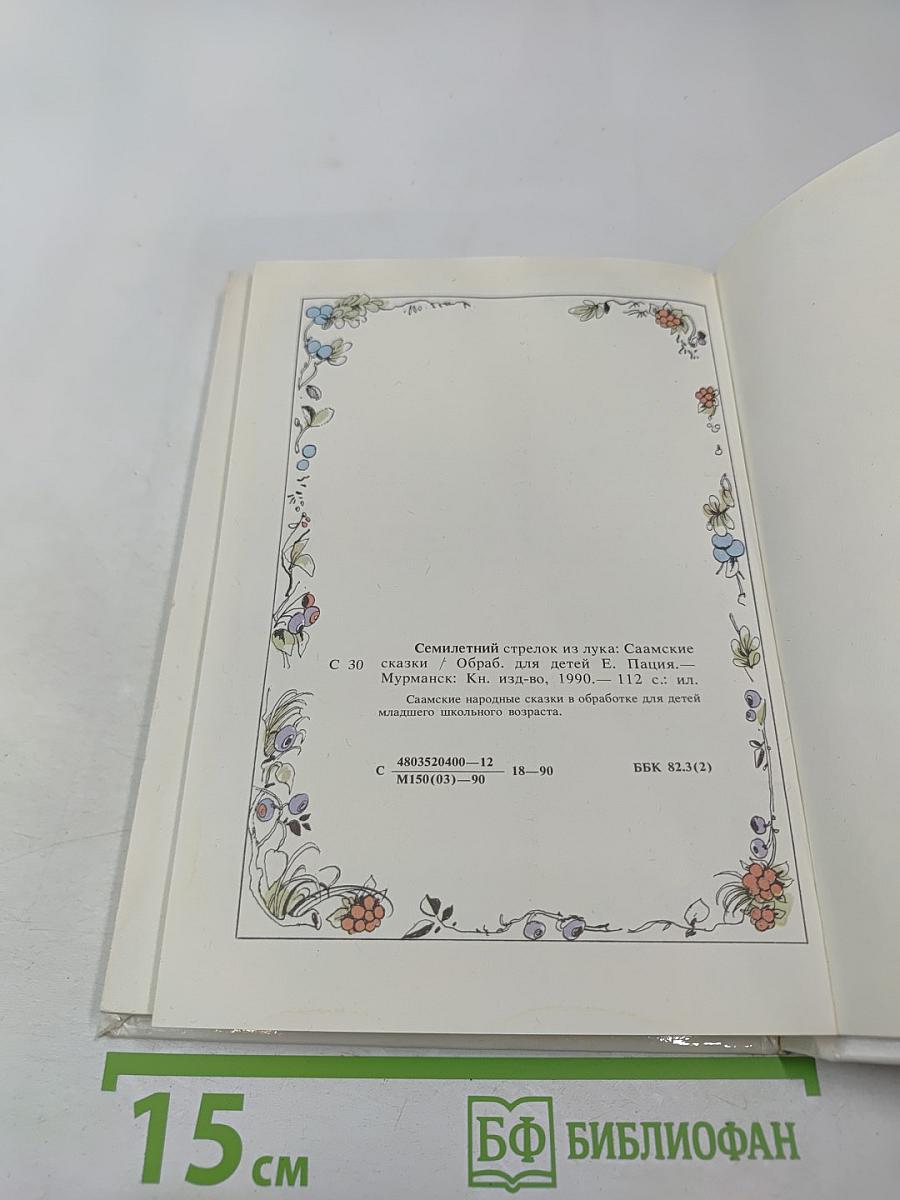 Семилетний стрелок из лука: Саамские
С 30 сказки / Обраб. для детей Е. Пация.—
Мурманск: Кн. изд-во, 1990.— 112 с.: ил.
Саамские народные сказки в обработке для детей
младшего школьного возраста.
4803520400—12
С 18—90 ББК 82.3(2)
М150(03)—90
15 см БФ БИБЛИОФАН